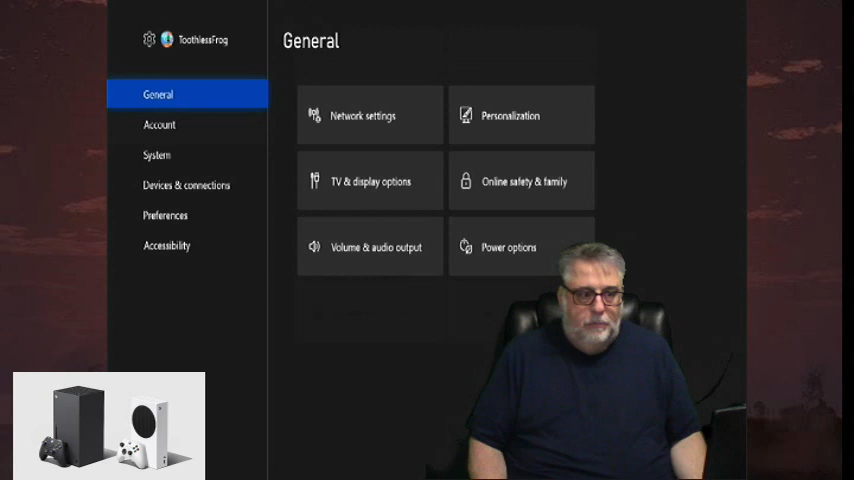 ToothlessFrog
General
General
Account
System
Devices & connections
Preferences
Accessibility
Network settings
Personalization
TV & display options
Online safety & family
Volume & audio output
Power options